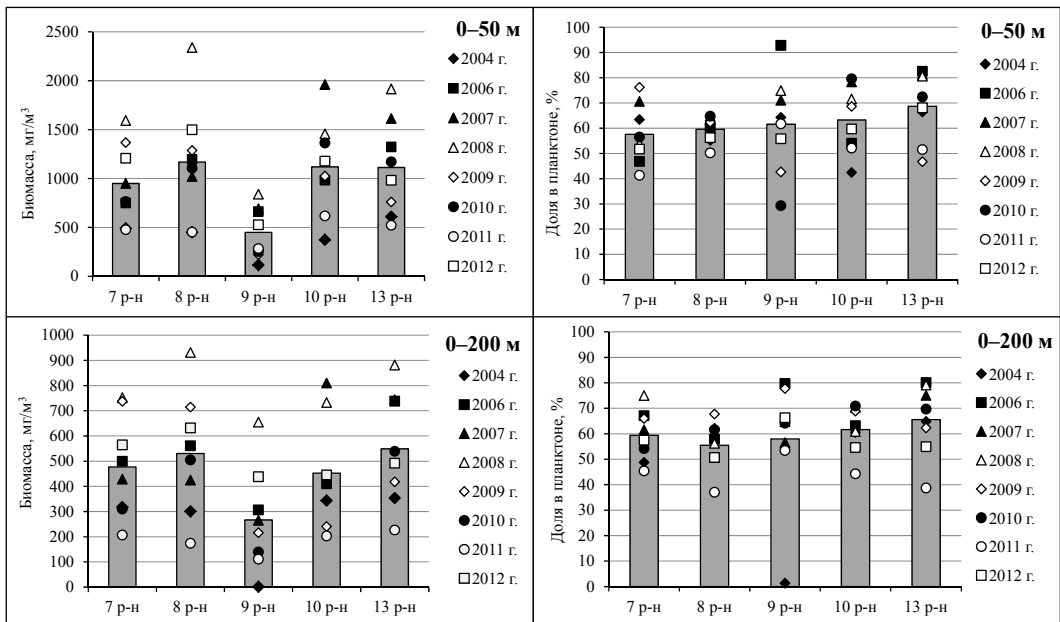 0–50 м
Биомасса, мг/м³
2500
2000
1500
1000
500
0
7 р-н 8 р-н 9 р-н 10 р-н 13 р-н
2004 г.
2006 г.
2007 г.
2008 г.
2009 г.
2010 г.
2011 г.
2012 г.
0–50 м
Доля в планктоне, %
100
90
80
70
60
50
40
30
20
10
0
7 р-н 8 р-н 9 р-н 10 р-н 13 р-н
2004 г.
2006 г.
2007 г.
2008 г.
2009 г.
2010 г.
2011 г.
2012 г.
0–200 м
Биомасса, мг/м³
1000
900
800
700
600
500
400
300
200
100
0
7 р-н 8 р-н 9 р-н 10 р-н 13 р-н
2004 г.
2006 г.
2007 г.
2008 г.
2009 г.
2010 г.
2011 г.
2012 г.
0–200 м
Доля в планктоне, %
100
90
80
70
60
50
40
30
20
10
0
7 р-н 8 р-н 9 р-н 10 р-н 13 р-н
2004 г.
2006 г.
2007 г.
2008 г.
2009 г.
2010 г.
2011 г.
2012 г.